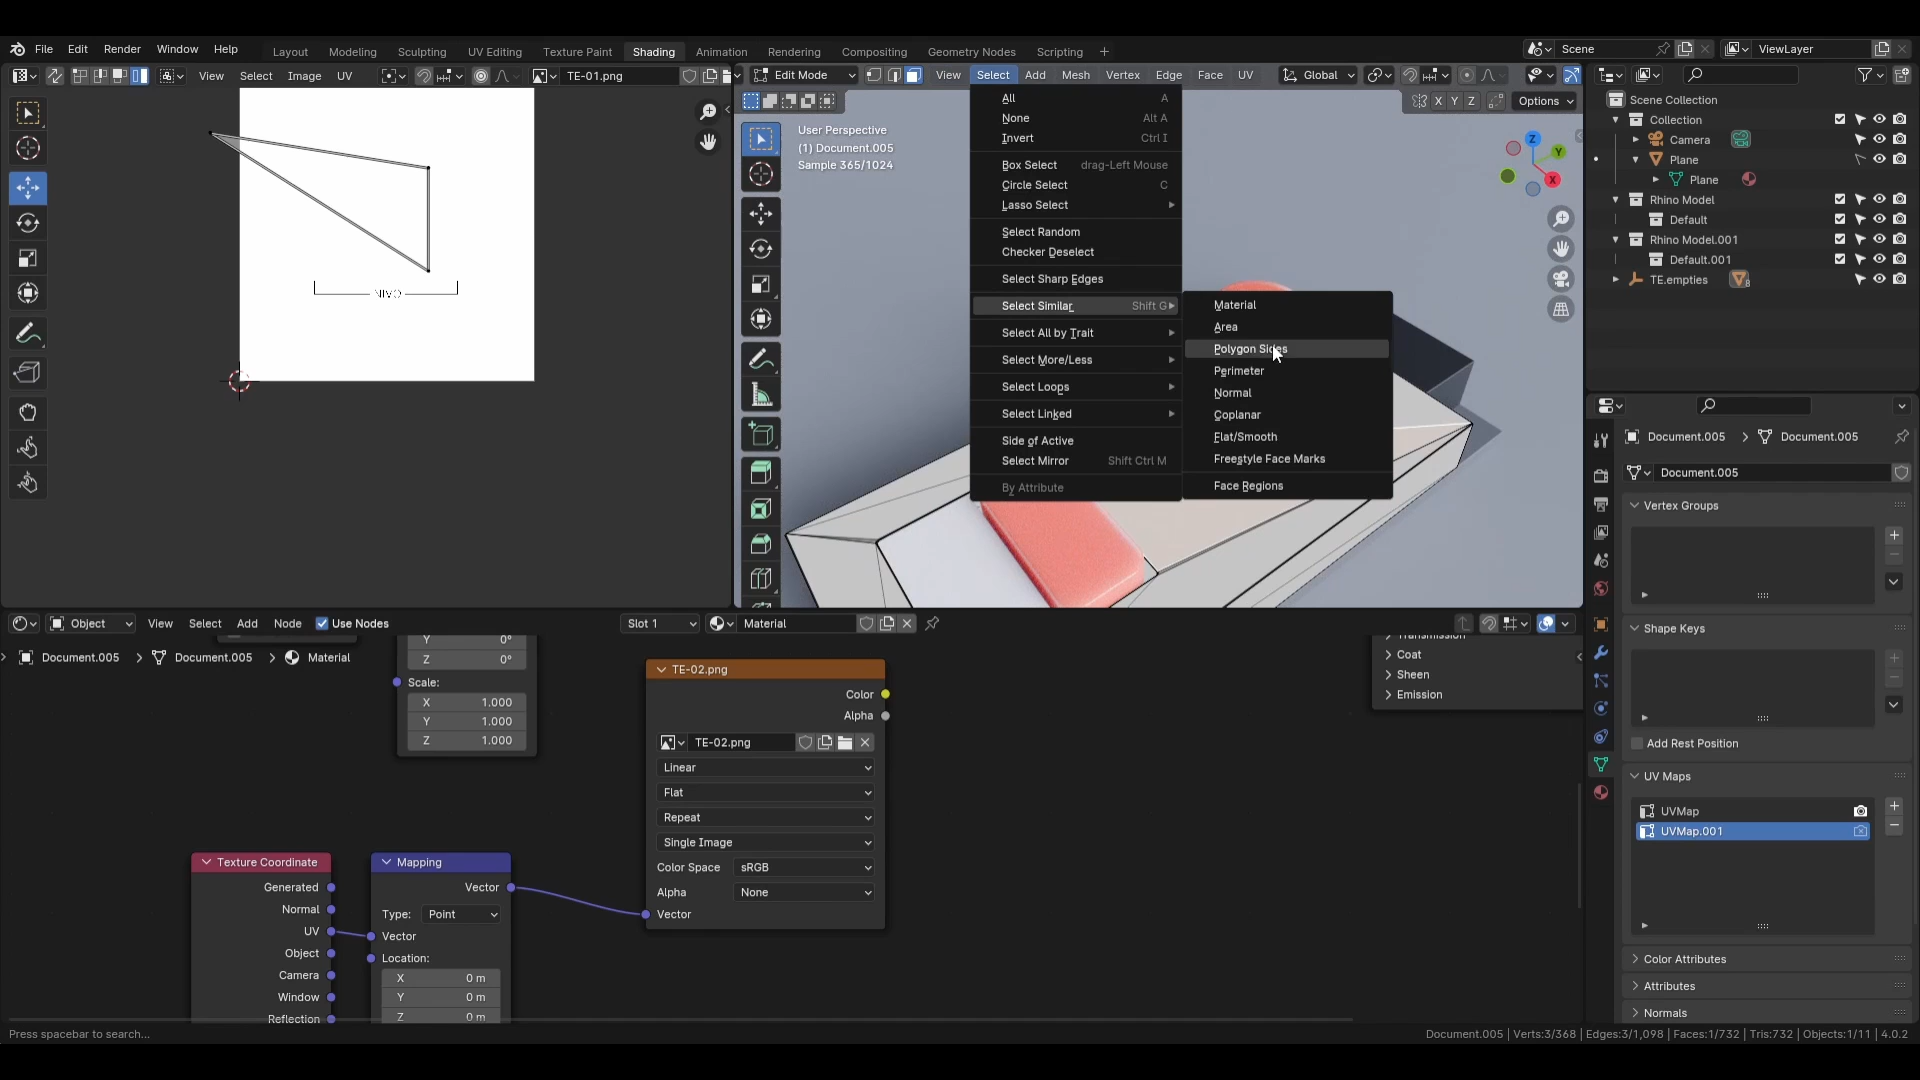 File Edit Render Window Help
Layout Modeling Sculpting UV Editing Texture Paint Shading Animation Rendering Compositing Geometry Nodes Scripting +
Scene
ViewLayer
View Select Image UV
TE-01.png
Edit Mode
View Select Add Mesh Vertex Edge Face UV
Global
X Y Z
Options
User Perspective
(1) Document.005
Sample 365/1024
All A
None Alt A
Invert Ctrl I
Box Select drag-Left Mouse
Circle Select C
Lasso Select
Select Random
Checker Deselect
Select Sharp Edges
Select Similar Shift G
Select All by Trait
Select More/Less
Select Loops
Select Linked
Side of Active
Select Mirror Shift Ctrl M
By Attribute
Material
Area
Polygon Sides
Perimeter
Normal
Coplanar
Flat/Smooth
Freestyle Face Marks
Face Regions
Z
Y
X
Scene Collection
Collection
Camera
Plane
Plane
Rhino Model
Default
Rhino Model.001
Default.001
TE.empties
8
Document.005 > Document.005
Document.005
Vertex Groups
Shape Keys
Add Rest Position
UV Maps
UVMap
UVMap.001
Color Attributes
Attributes
Normals
Object
View Select Add Node
Use Nodes
Slot 1
Material
Document.005 > Document.005 > Material
Y 0°
Z 0°
Scale:
X 1.000
Y 1.000
Z 1.000
TE-02.png
Color
Alpha
TE-02.png
Linear
Flat
Repeat
Single Image
Color Space sRGB
Alpha None
Vector
Transmission
Coat
Sheen
Emission
Texture Coordinate
Generated
Normal
UV
Object
Camera
Window
Reflection
Mapping
Vector
Type: Point
Vector
Location:
X 0 m
Y 0 m
Z 0 m
Press spacebar to search...
Document.005 | Verts:3/368 | Edges:3/1,098 | Faces:1/732 | Tris:732 | Objects:1/11 | 4.0.2